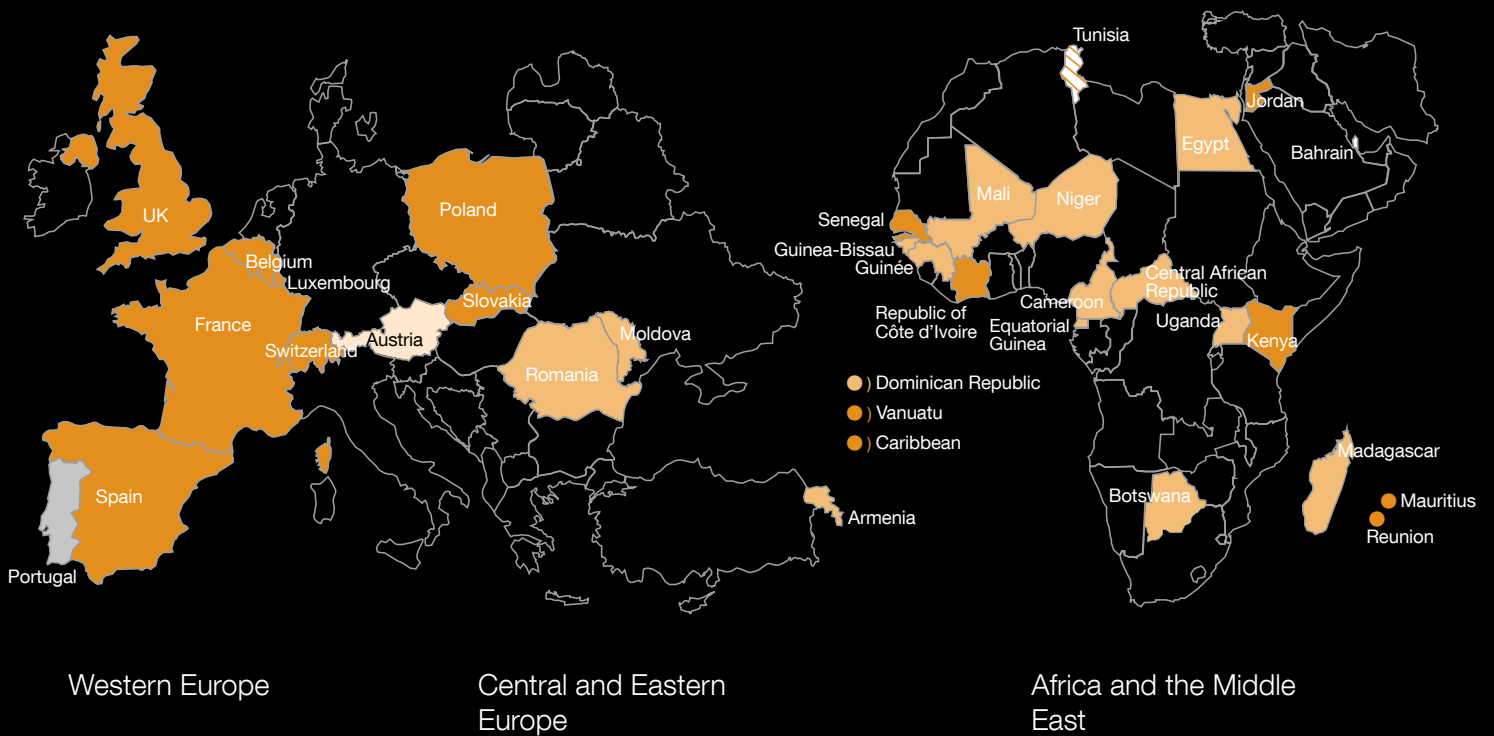 UK
Belgium
Luxembourg
France
Switzerland
Spain
Portugal
Poland
Slovakia
Austria
Moldova
Romania
Armenia
Tunisia
Jordan
Egypt
Bahrain
Mali
Niger
Senegal
Guinea-Bissau
Guinée
Republic of
Côte d’Ivoire
Cameroon
Equatorial
Guinea
Central African
Republic
Uganda
Kenya
) Dominican Republic
) Vanuatu
) Caribbean
Madagascar
Botswana
Mauritius
Reunion
Western Europe
Central and Eastern
Europe
Africa and the Middle
East